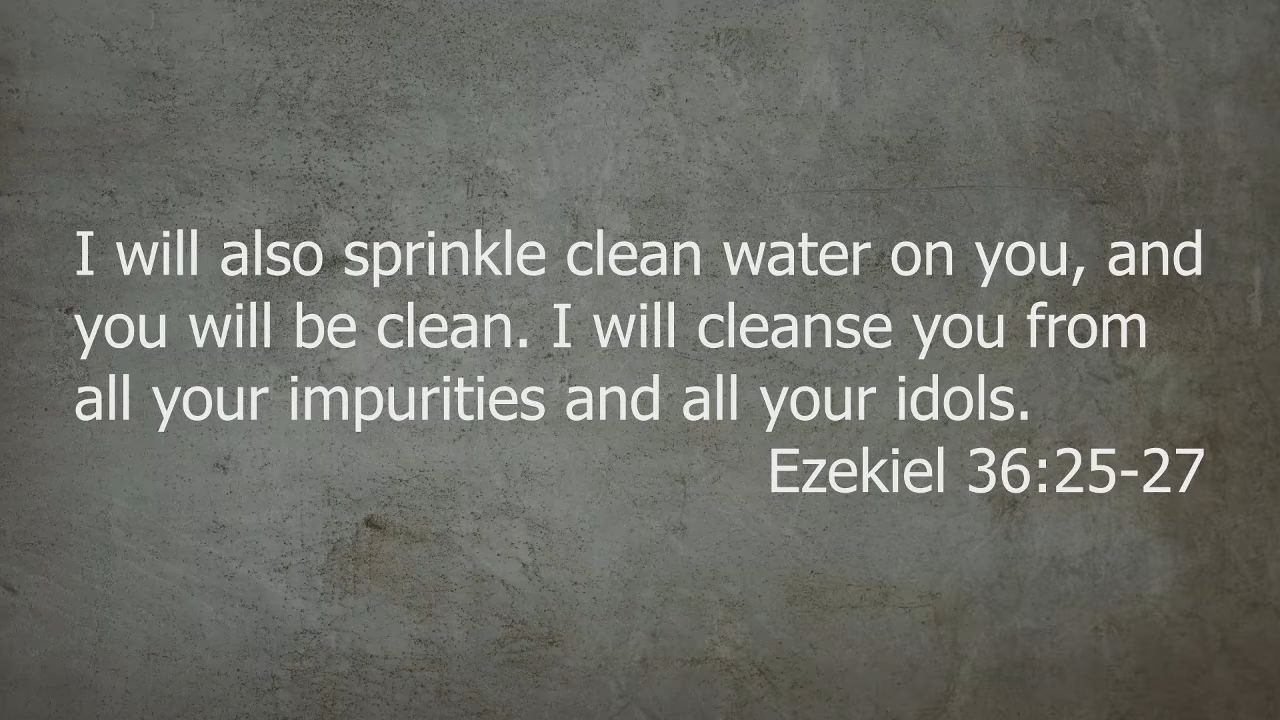 I will also sprinkle clean water on you, and
you will be clean. I will cleanse you from
all your impurities and all your idols.
Ezekiel 36:25-27